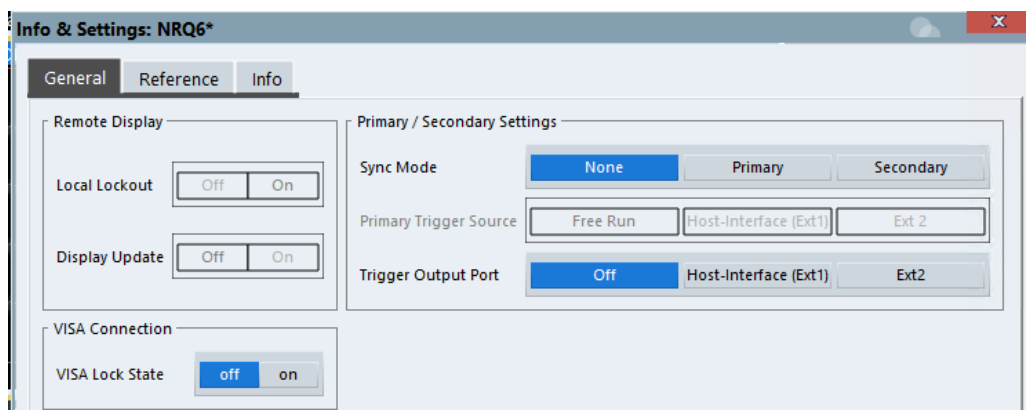 Info & Settings: NRQ6*
General Reference Info
Remote Display
Local Lockout Off On
Display Update Off On
VISA Connection
VISA Lock State off on
Primary / Secondary Settings
Sync Mode None Primary Secondary
Primary Trigger Source Free Run Host-Interface (Ext1) Ext 2
Trigger Output Port Off Host-Interface (Ext1) Ext2